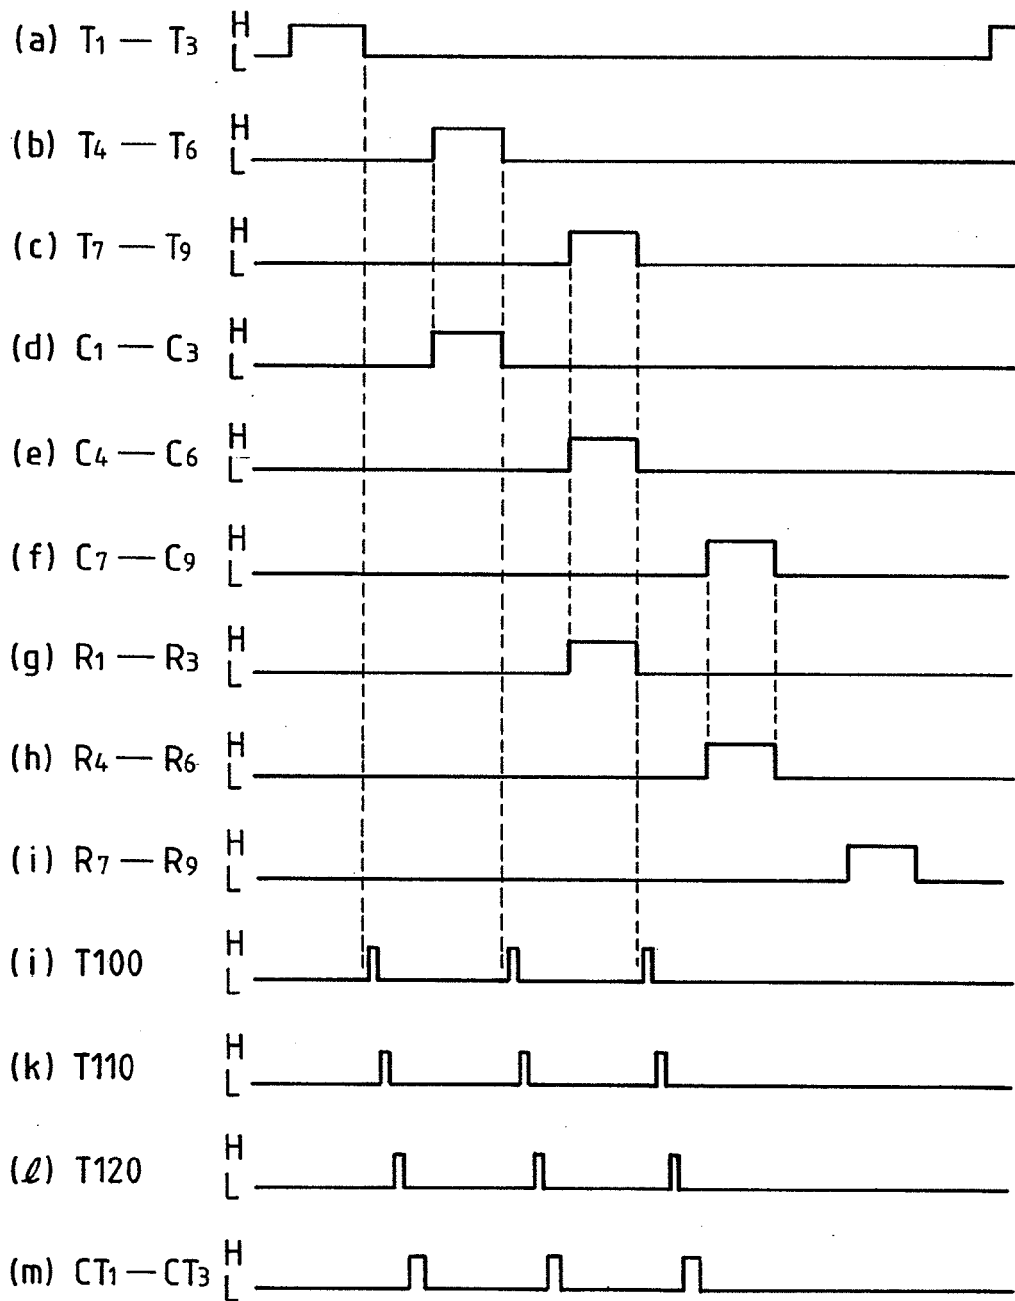 (a) T1 — T3 H L
(b) T4 — T6 H L
(c) T7 — T9 H L
(d) C1 — C3 H L
(e) C4 — C6 H L
(f) C7 — C9 H L
(g) R1 — R3 H L
(h) R4 — R6 H L
(i) R7 — R9 H L
(i) T100 H L
(k) T110 H L
(ℓ) T120 H L
(m) CT1 — CT3 H L